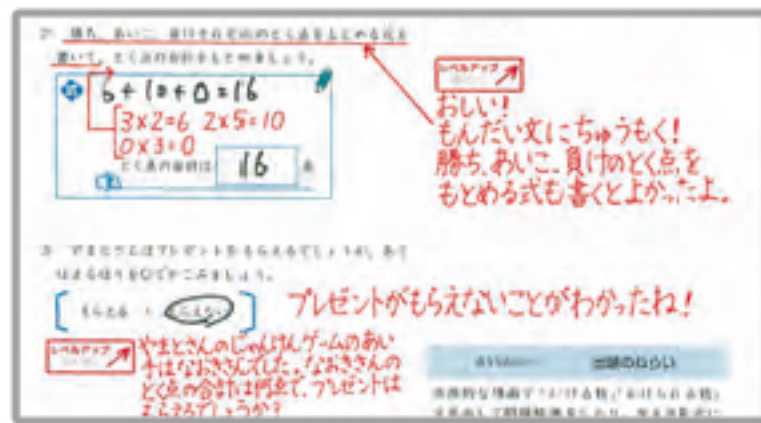 2) 勝ち、あいこ、負けそれぞれのとく点をもとめる式を
書いて、とく点の合計をもとめましょう。
式 6+10+0=16
3×2=6 2×5=10
0×3=0
とく点の合計は 16 点
レベルアップ
おしい!
もんだい文にちゅうもく!
勝ち、あいこ、負けのとく点を
もとめる式も書くとよかったよ。
3) やまとさんはプレゼントをもらえるでしょうか。あて
はまるほうを○でかこみましょう。
もらえる ・ もらえない
プレゼントがもらえないことがわかったね!
レベルアップ
やまとさんのじゃんけんゲームのあい
手はなおきさんでした。なおきさんの
とく点の合計は何点で、プレゼントは
もらえるでしょうか?
出題のねらい